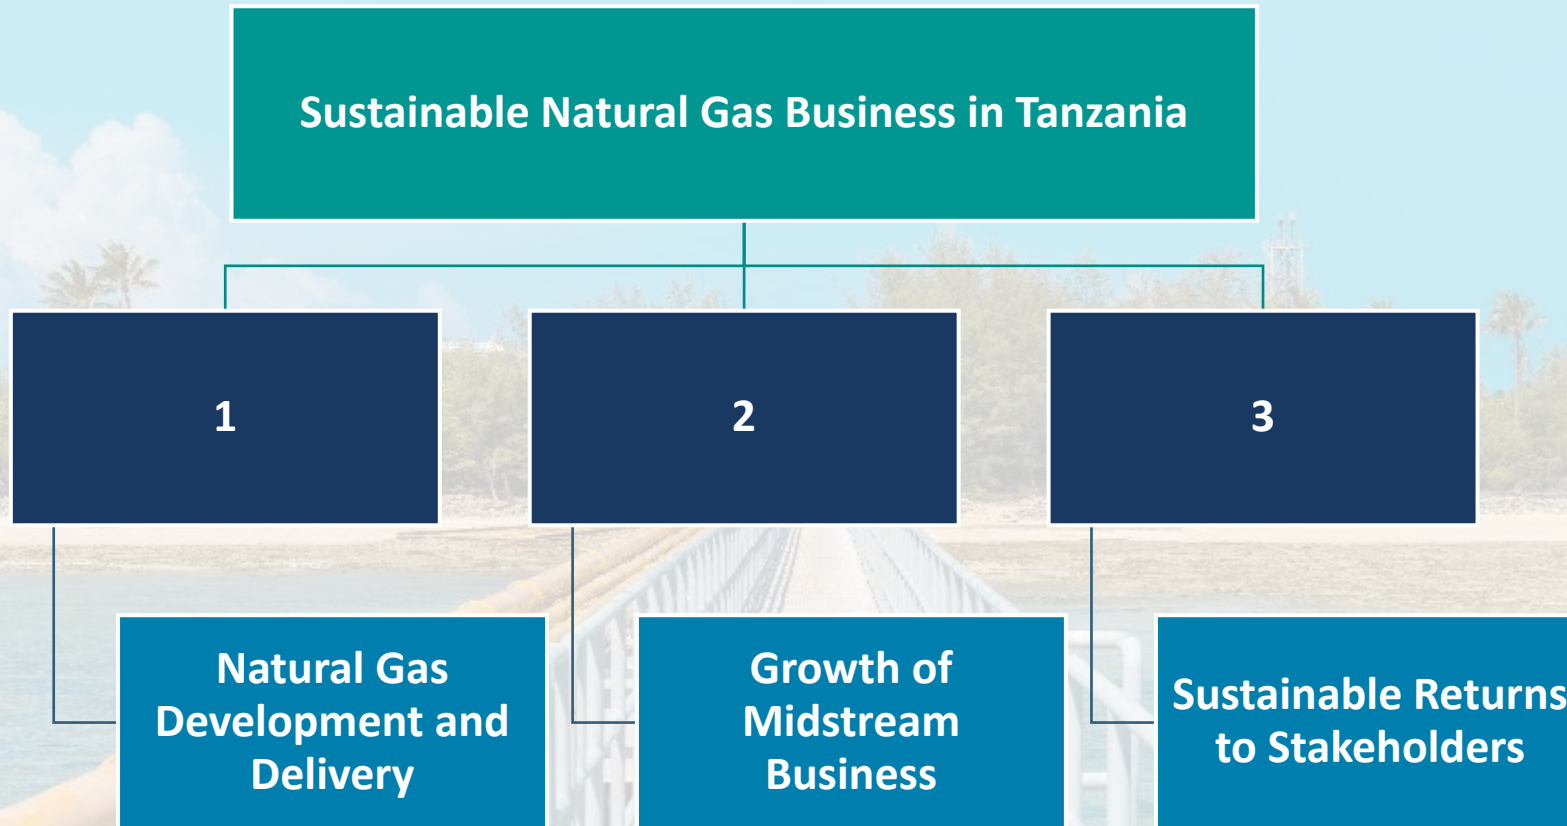 Sustainable Natural Gas Business in Tanzania
1
2
3
Natural Gas
Development and
Delivery
Growth of
Midstream
Business
Sustainable Returns
to Stakeholders